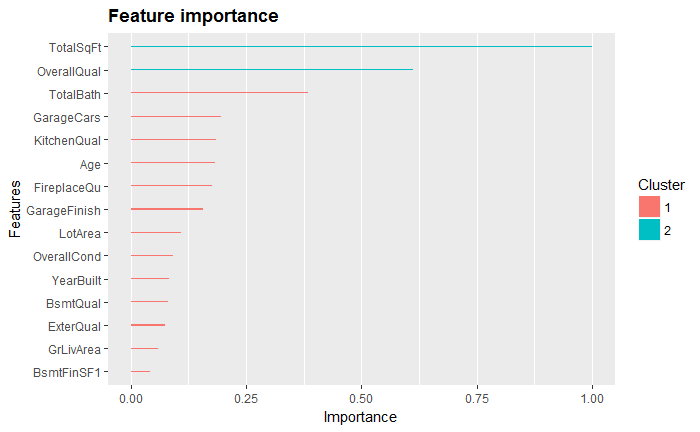 Feature importance
TotalSqFt
OverallQual
TotalBath
GarageCars
KitchenQual
Age
FireplaceQu
GarageFinish
LotArea
OverallCond
YearBuilt
BsmtQual
ExterQual
GrLivArea
BsmtFinSF1
Features
0.00 0.25 0.50 0.75 1.00
Importance
Cluster
1
2